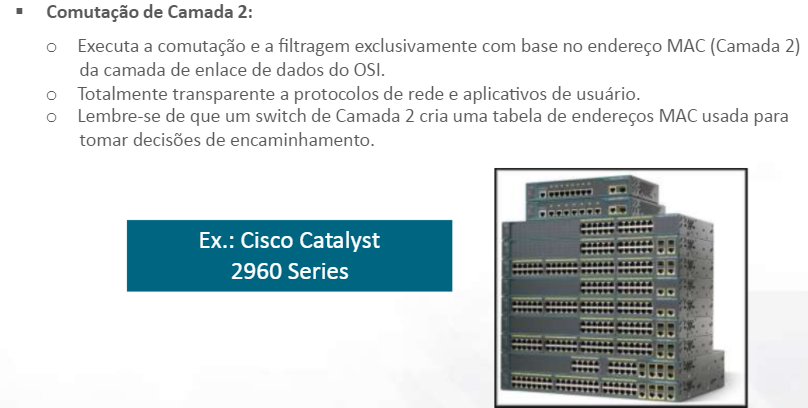 ▪ Comutação de Camada 2:
o Executa a comutação e a filtragem exclusivamente com base no endereço MAC (Camada 2)
da camada de enlace de dados do OSI.
o Totalmente transparente a protocolos de rede e aplicativos de usuário.
o Lembre-se de que um switch de Camada 2 cria uma tabela de endereços MAC usada para
tomar decisões de encaminhamento.
Ex.: Cisco Catalyst
2960 Series